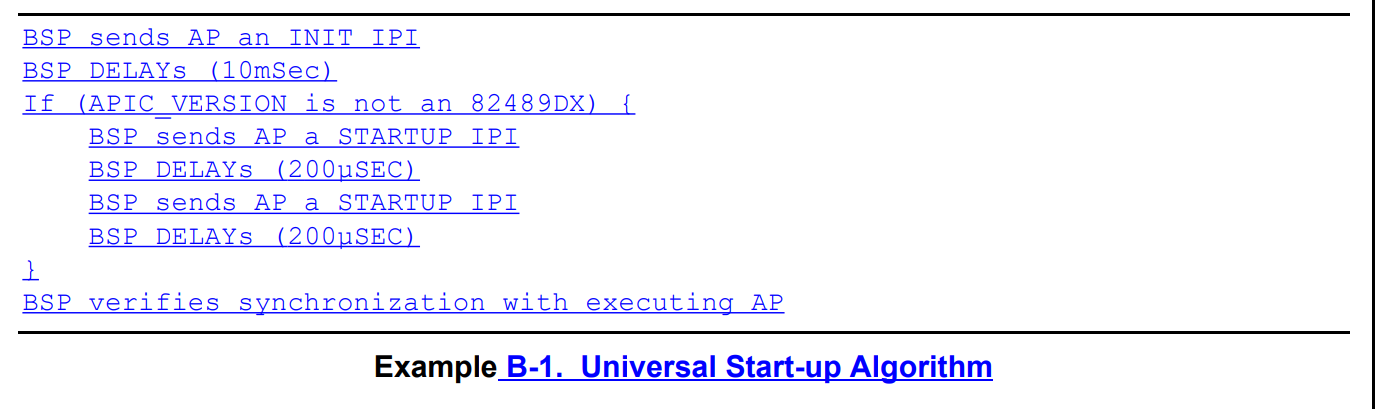 BSP sends AP an INIT IPI
BSP DELAYs (10mSec)
If (APIC_VERSION is not an 82489DX) {
BSP sends AP a STARTUP IPI
BSP DELAYs (200µSEC)
BSP sends AP a STARTUP IPI
BSP DELAYs (200µSEC)
}
BSP verifies synchronization with executing AP
Example B-1. Universal Start-up Algorithm